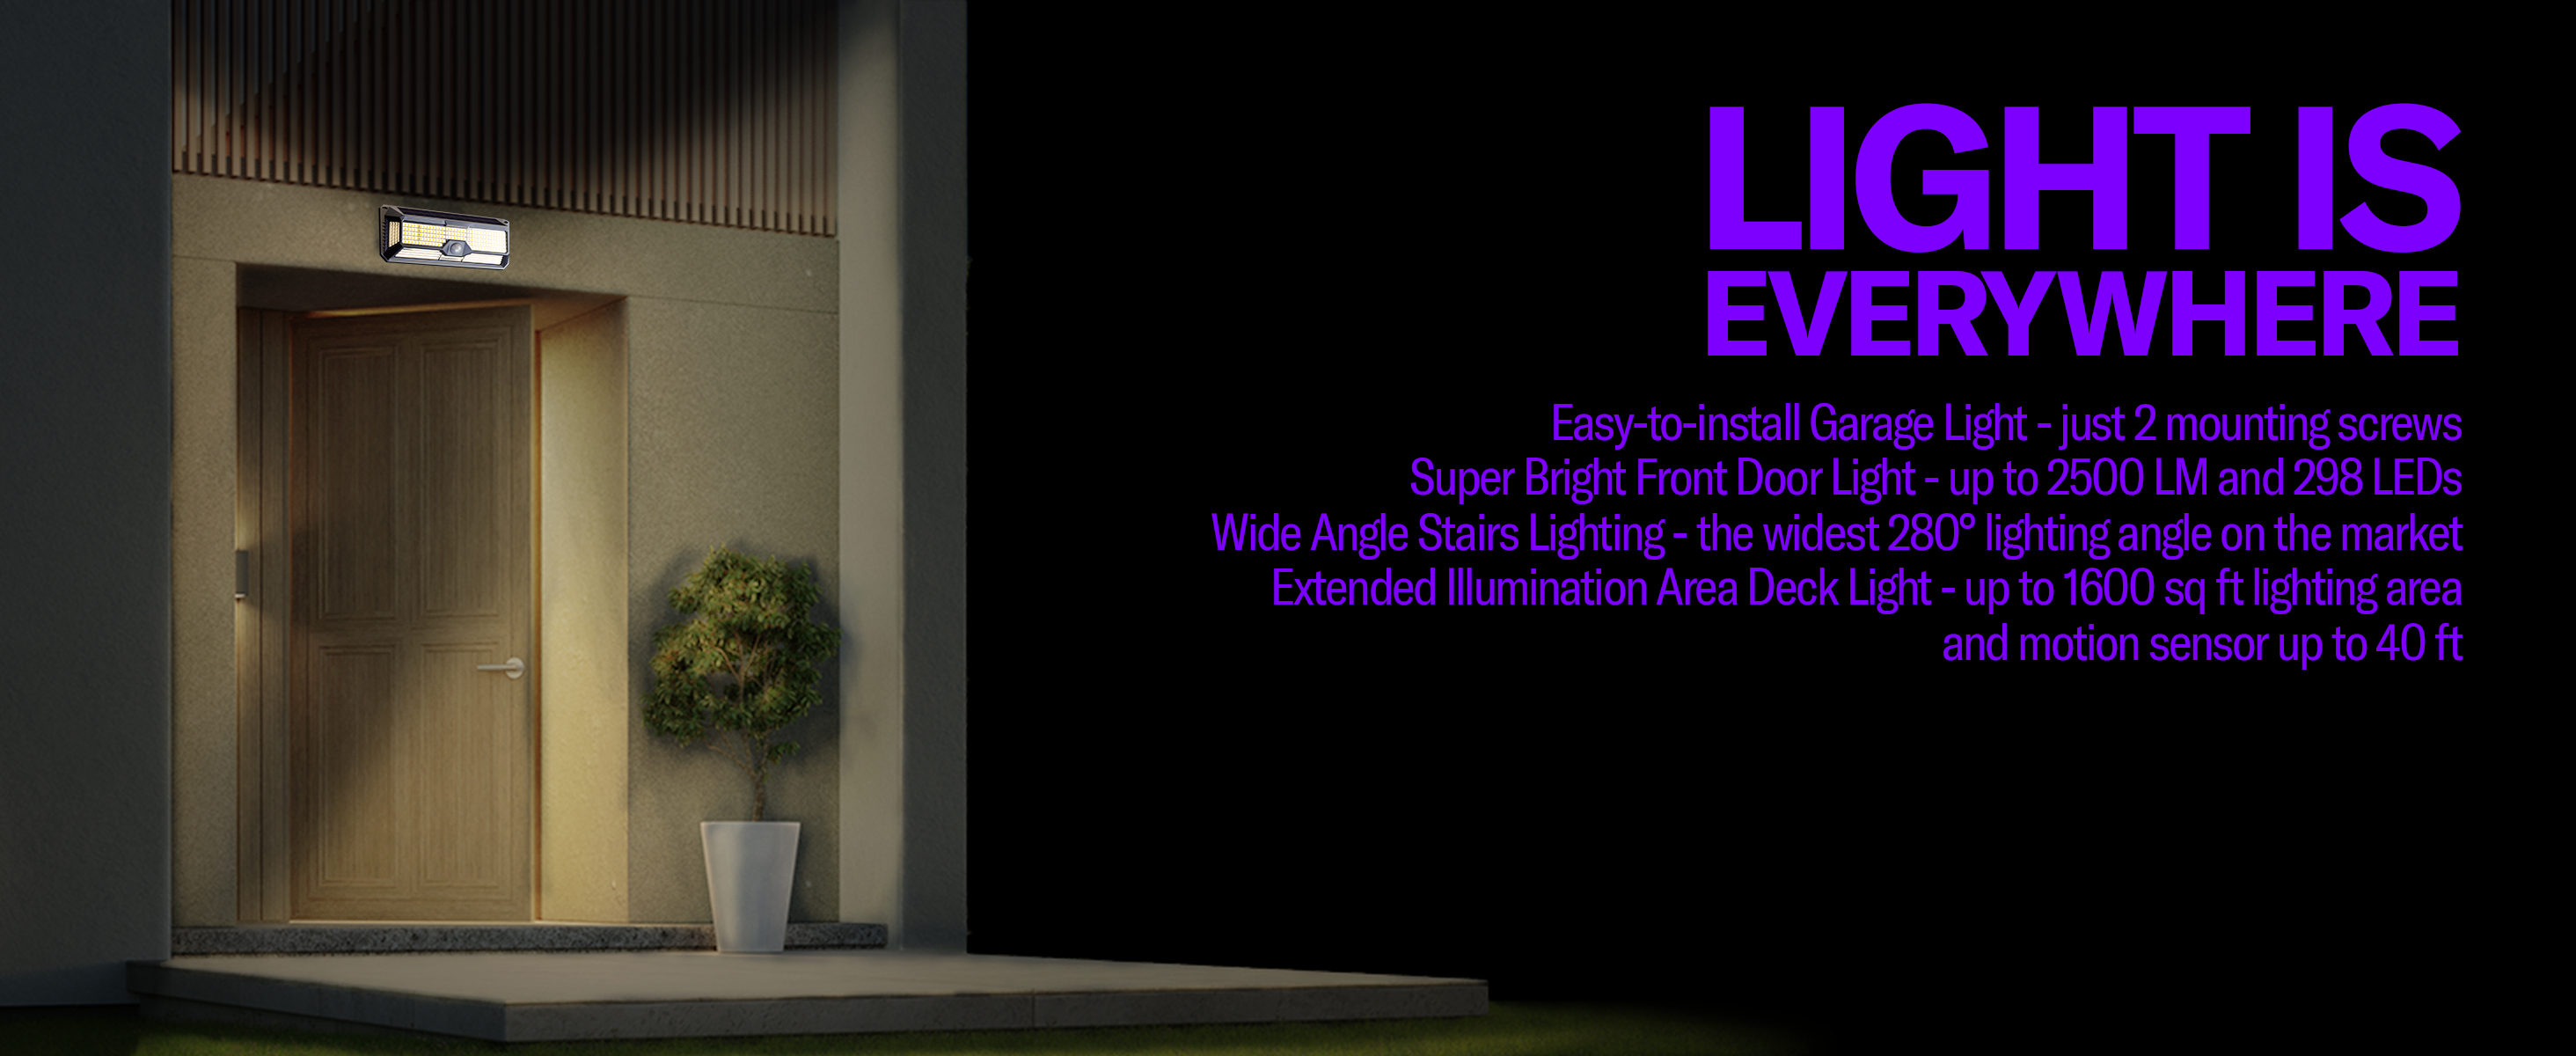 LIGHT IS
EVERYWHERE
Easy-to-install Garage Light - just 2 mounting screws
Super Bright Front Door Light - up to 2500 LM and 298 LEDs
Wide Angle Stairs Lighting - the widest 280° lighting angle on the market
Extended Illumination Area Deck Light - up to 1600 sq ft lighting area
and motion sensor up to 40 ft